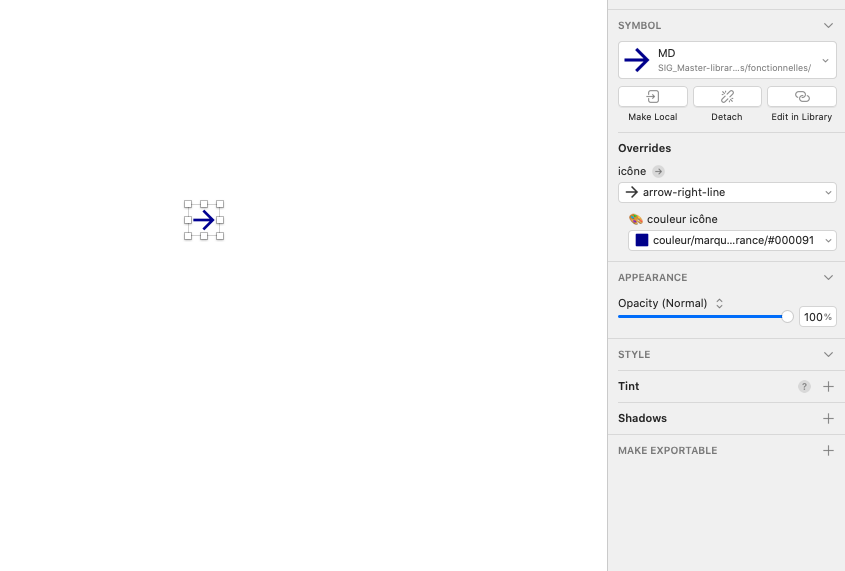 SYMBOL
MD
SIG_Master-librar...s/fonctionnelles/
Make Local
Detach
Edit in Library
Overrides
icône
arrow-right-line
🎨 couleur icône
couleur/marqu...rance/#000091
APPEARANCE
Opacity (Normal)
100%
STYLE
Tint
?
Shadows
MAKE EXPORTABLE